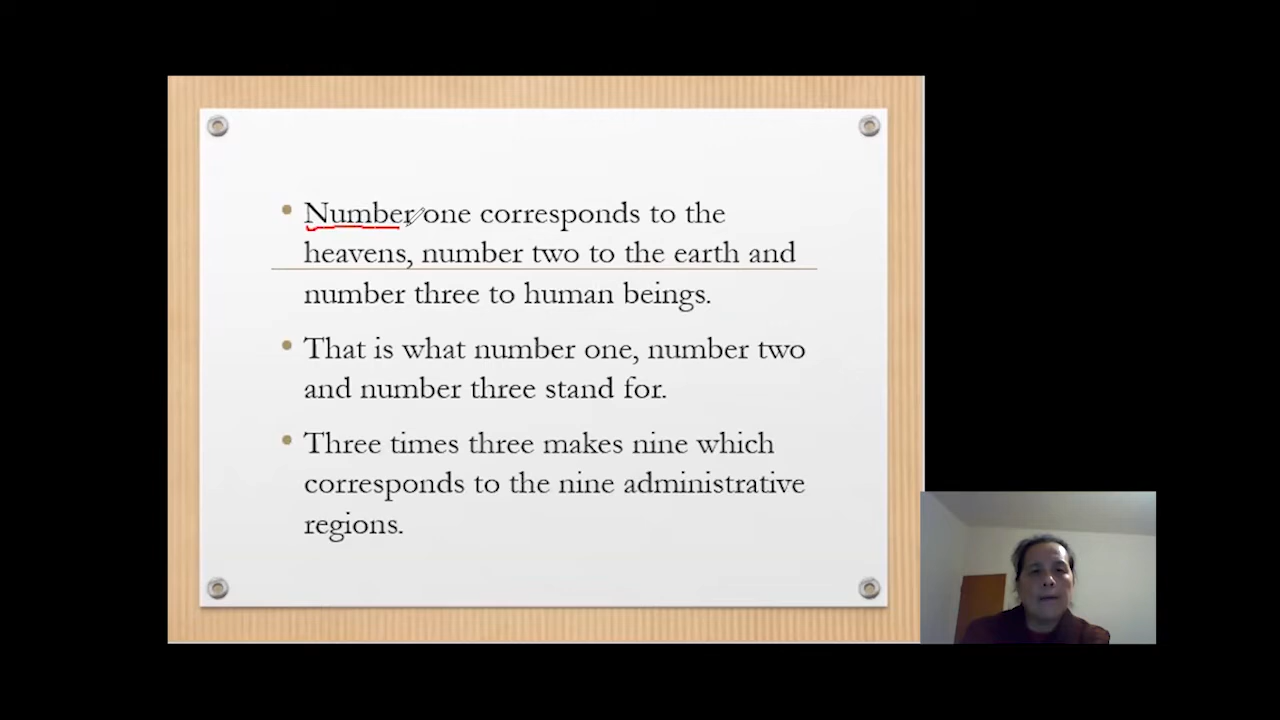 Number one corresponds to the
heavens, number two to the earth and
number three to human beings.
That is what number one, number two
and number three stand for.
Three times three makes nine which
corresponds to the nine administrative
regions.